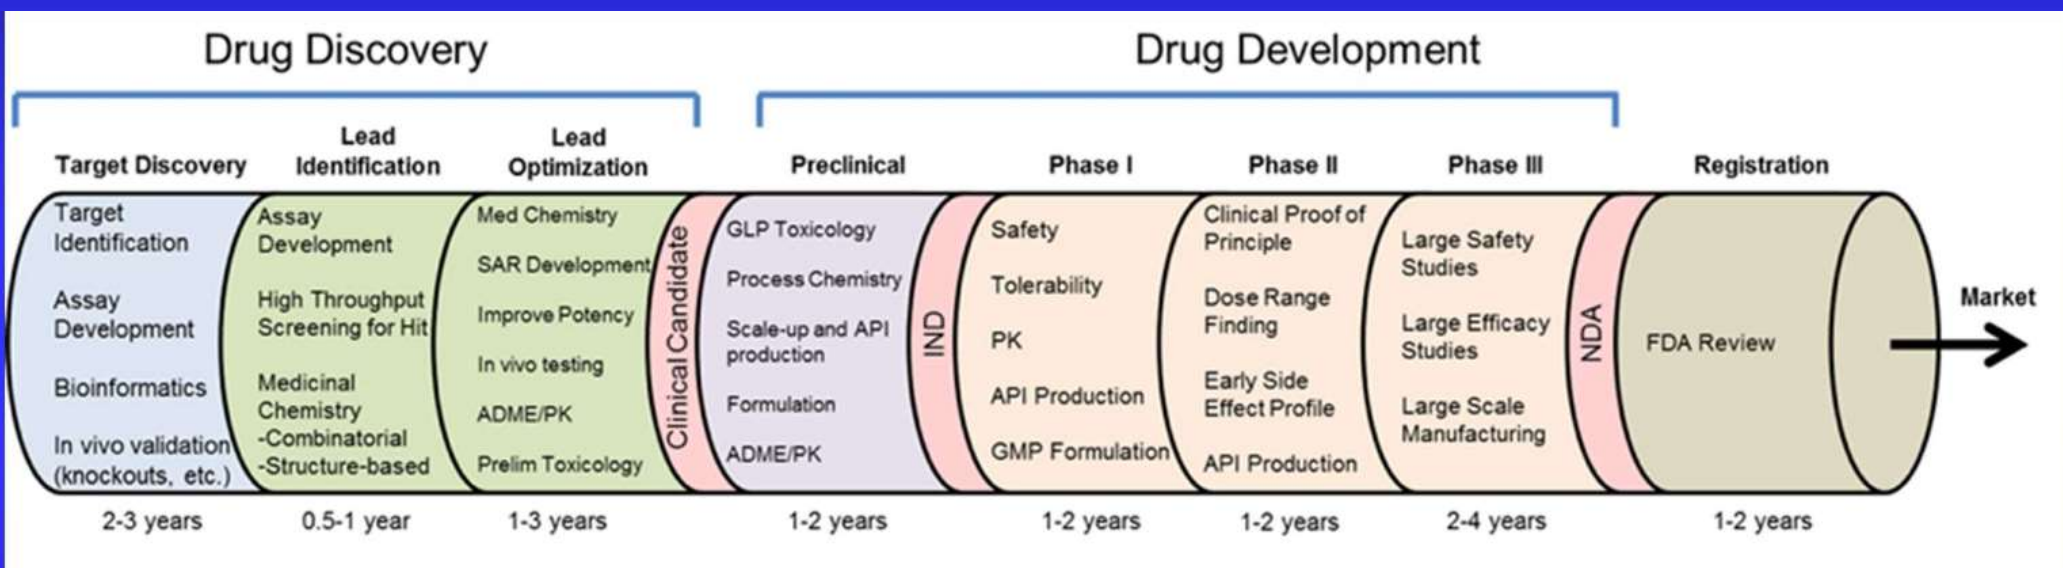 Drug Discovery
Drug Development
Target Discovery
Lead
Identification
Lead
Optimization
Preclinical
Phase I
Phase II
Phase III
Registration
Target
Identification
Assay
Development
Bioinformatics
In vivo validation
(knockouts, etc.)
Assay
Development
High Throughput
Screening for Hit
Medicinal
Chemistry
-Combinatorial
-Structure-based
Med Chemistry
SAR Development
Improve Potency
In vivo testing
ADME/PK
Prelim Toxicology
Clinical Candidate
GLP Toxicology
Process Chemistry
Scale-up and API
production
Formulation
ADME/PK
IND
Safety
Tolerability
PK
API Production
GMP Formulation
Clinical Proof of
Principle
Dose Range
Finding
Early Side
Effect Profile
API Production
Large Safety
Studies
Large Efficacy
Studies
Large Scale
Manufacturing
NDA
FDA Review
Market
2-3 years
0.5-1 year
1-3 years
1-2 years
1-2 years
1-2 years
2-4 years
1-2 years